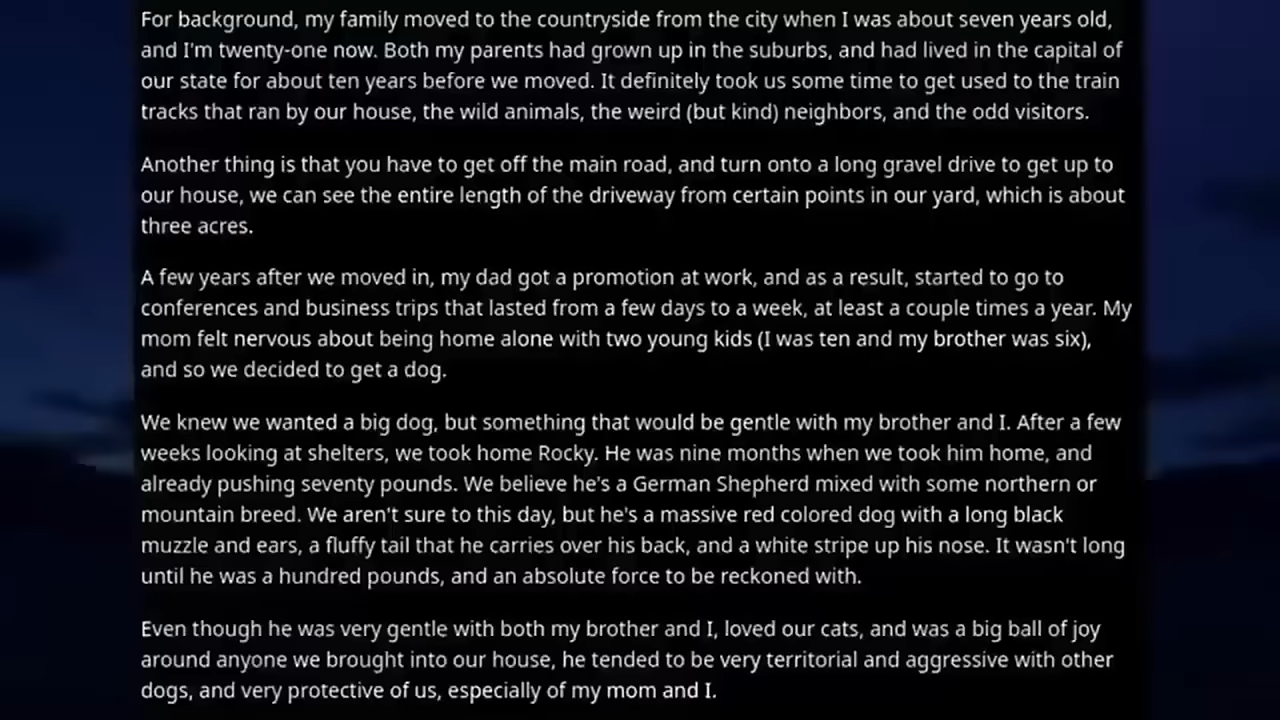 For background, my family moved to the countryside from the city when I was about seven years old,
and I'm twenty-one now. Both my parents had grown up in the suburbs, and had lived in the capital of
our state for about ten years before we moved. It definitely took us some time to get used to the train
tracks that ran by our house, the wild animals, the weird (but kind) neighbors, and the odd visitors.
Another thing is that you have to get off the main road, and turn onto a long gravel drive to get up to
our house, we can see the entire length of the driveway from certain points in our yard, which is about
three acres.
A few years after we moved in, my dad got a promotion at work, and as a result, started to go to
conferences and business trips that lasted from a few days to a week, at least a couple times a year. My
mom felt nervous about being home alone with two young kids (I was ten and my brother was six),
and so we decided to get a dog.
We knew we wanted a big dog, but something that would be gentle with my brother and I. After a few
weeks looking at shelters, we took home Rocky. He was nine months when we took him home, and
already pushing seventy pounds. We believe he's a German Shepherd mixed with some northern or
mountain breed. We aren't sure to this day, but he's a massive red colored dog with a long black
muzzle and ears, a fluffy tail that he carries over his back, and a white stripe up his nose. It wasn't long
until he was a hundred pounds, and an absolute force to be reckoned with.
Even though he was very gentle with both my brother and I, loved our cats, and was a big ball of joy
around anyone we brought into our house, he tended to be very territorial and aggressive with other
dogs, and very protective of us, especially of my mom and I.